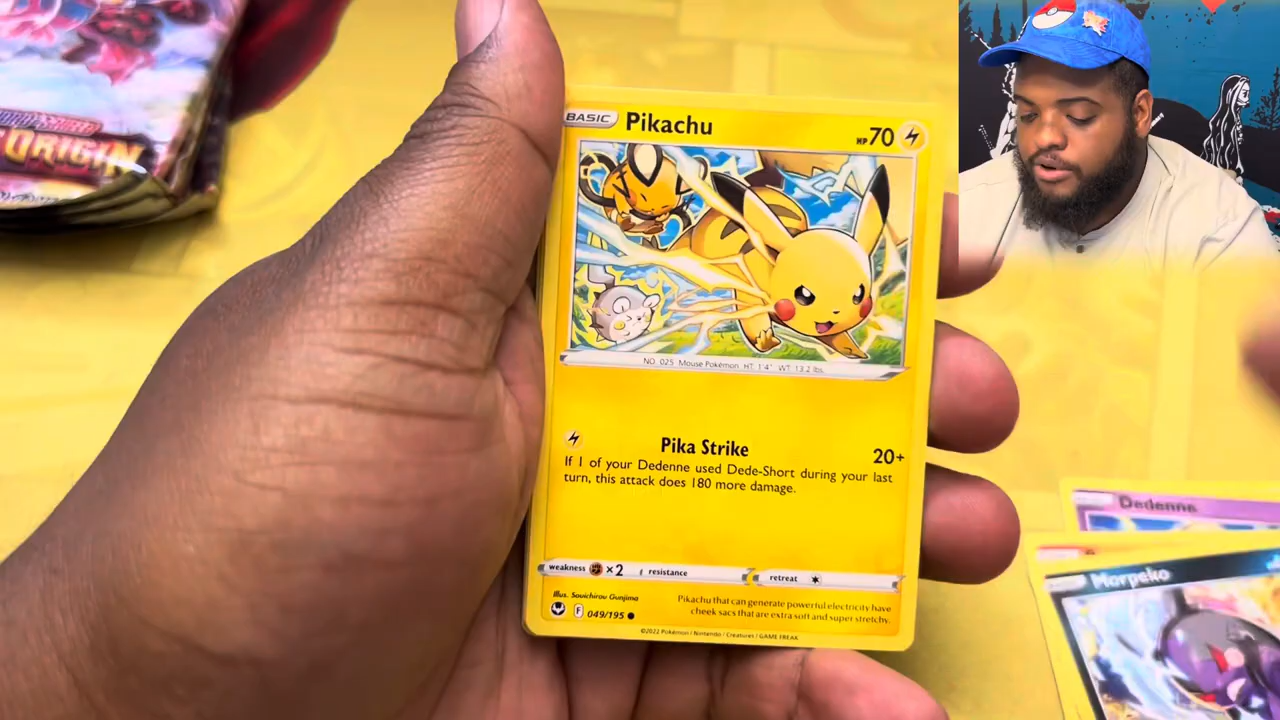 ORIGIN
BASIC Pikachu HP 70
NO. 025 Mouse Pokémon HT: 1'4" WT: 13.2 lbs.
Pika Strike 20+
If 1 of your Dedenne used Dede-Short during your last
turn, this attack does 180 more damage.
weakness ×2 resistance retreat
Illus. Souichirou Gunjima
F 049/195
Pikachu that can generate powerful electricity have
cheek sacs that are extra soft and super stretchy.
©2022 Pokémon / Nintendo / Creatures / GAME FREAK
Dedenne
Morpeko